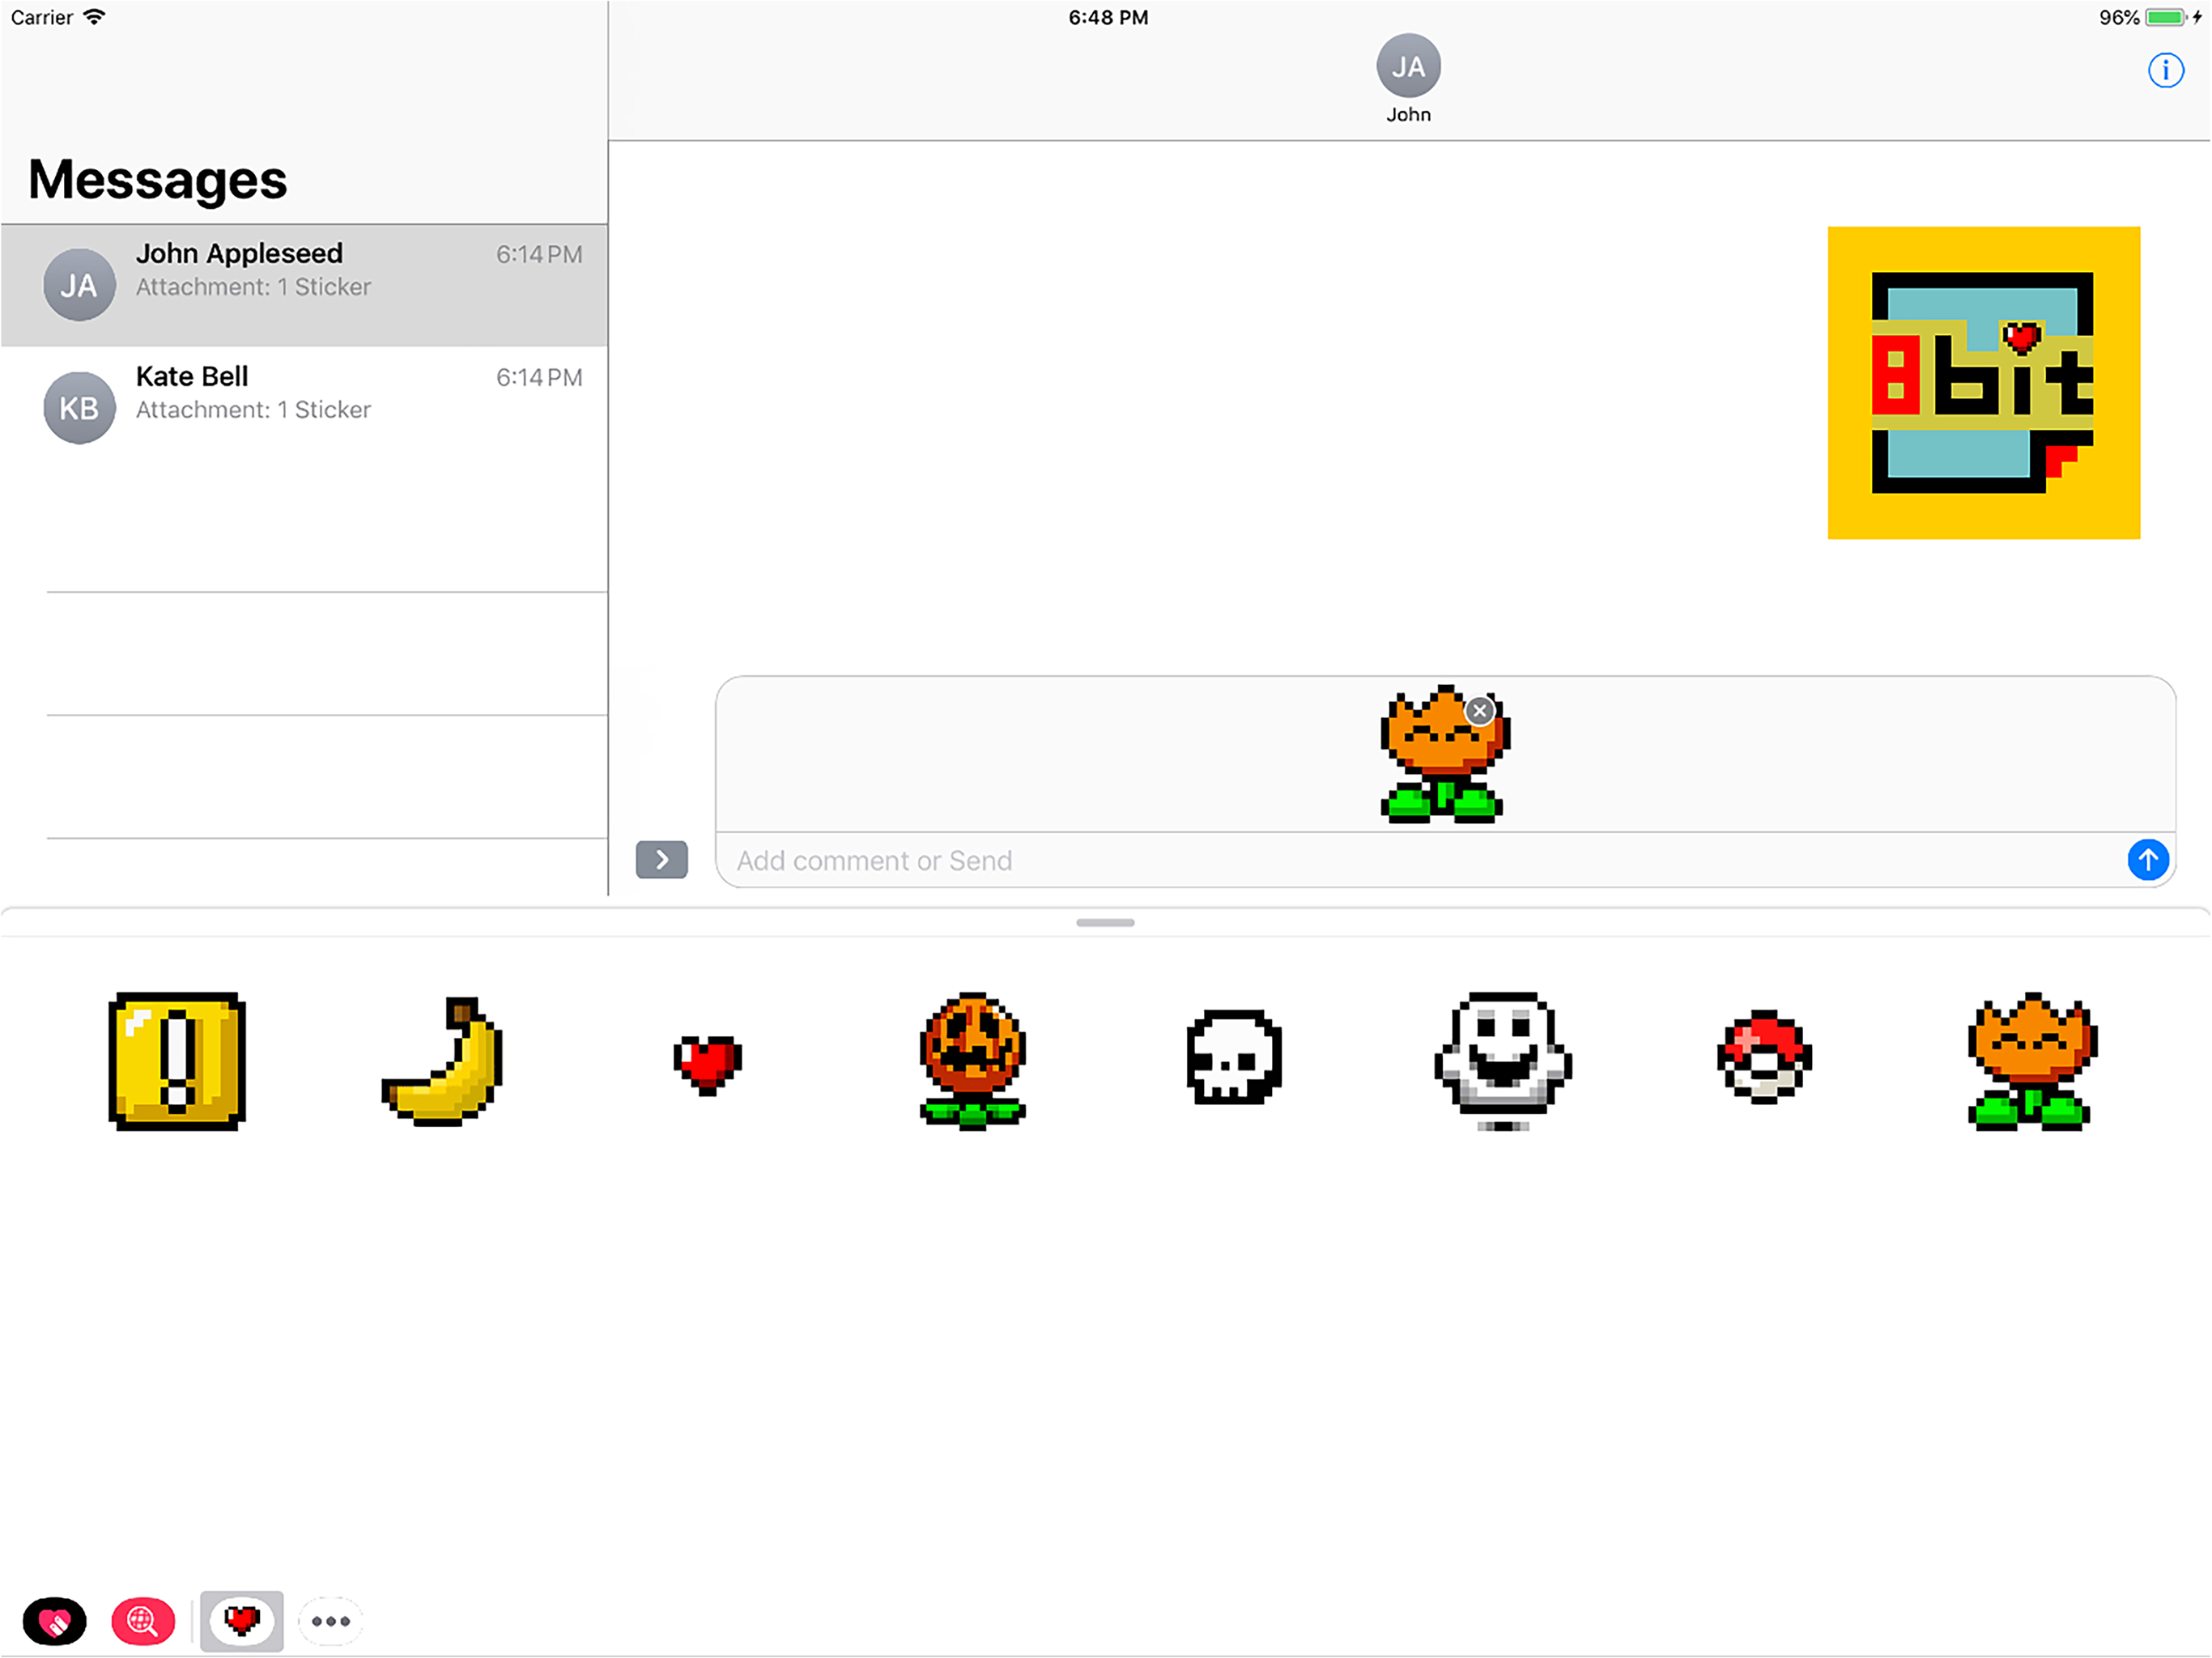 Carrier 6:48 PM 96%
JA
John
Messages
JA John Appleseed 6:14 PM
Attachment: 1 Sticker
KB Kate Bell 6:14 PM
Attachment: 1 Sticker
8bit
Add comment or Send